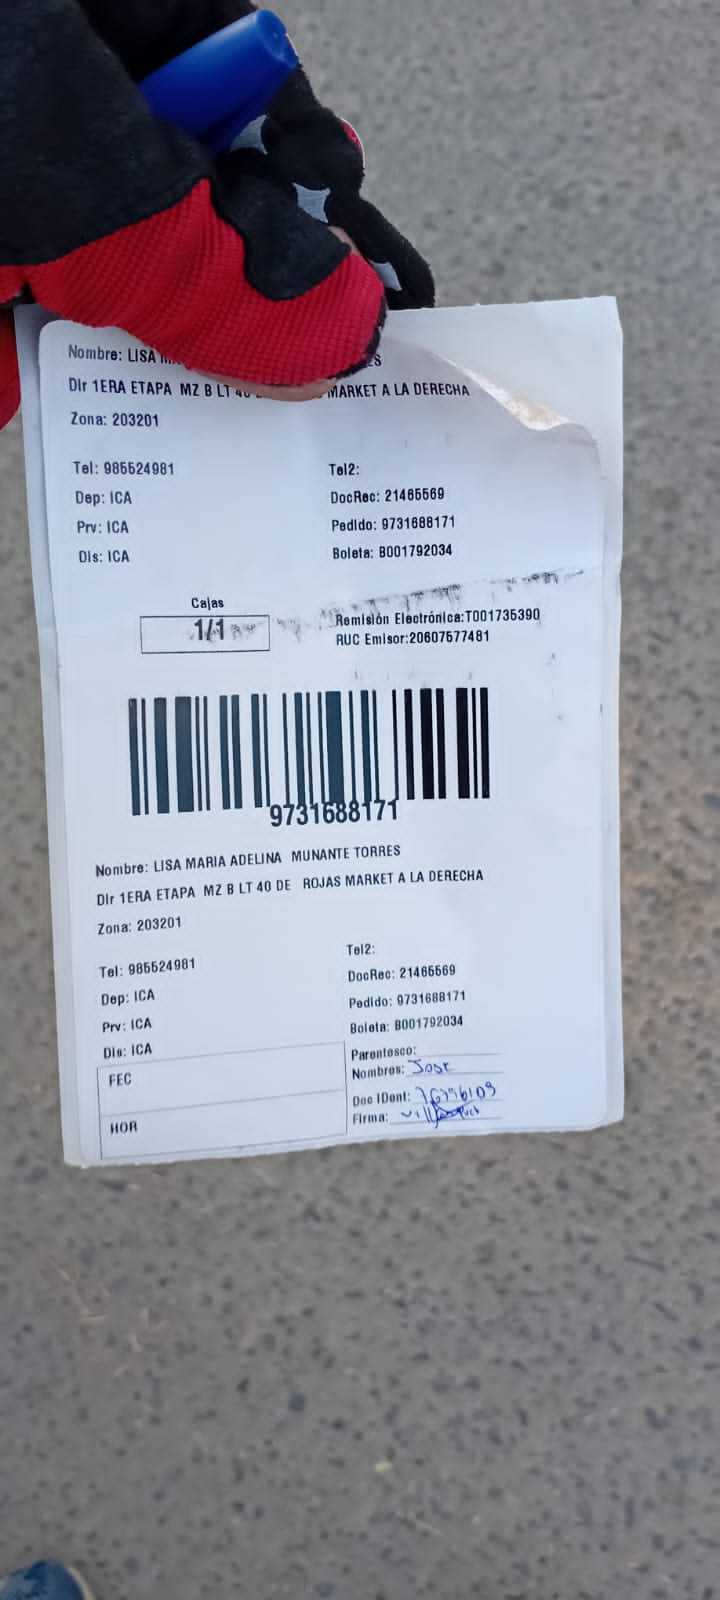 Nombre: LISA
Dir 1ERA ETAPA MZ B LT 40 MARKET A LA DERECHA
Zona: 203201
Tel: 985524981 Tel2:
Dep: ICA DocRec: 21465569
Prv: ICA Pedido: 9731688171
Dis: ICA Boleta: B001792034
Cajas
1/1
Remisión Electrónica:T001735390
RUC Emisor:20607577481
9731688171
Nombre: LISA MARIA ADELINA MUNANTE TORRES
Dir 1ERA ETAPA MZ B LT 40 DE ROJAS MARKET A LA DERECHA
Zona: 203201
Tel: 985524981 Tel2:
Dep: ICA DocRec: 21465569
Prv: ICA Pedido: 9731688171
Dis: ICA Boleta: B001792034
FEC
HOR
Parentesco:
Nombres: Jose
Doc IDent:
Firma: